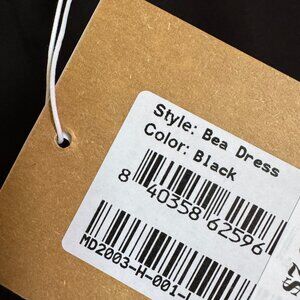 Style: Bea Dress
Color: Black
8 40358 62596
MD2003-H-001-